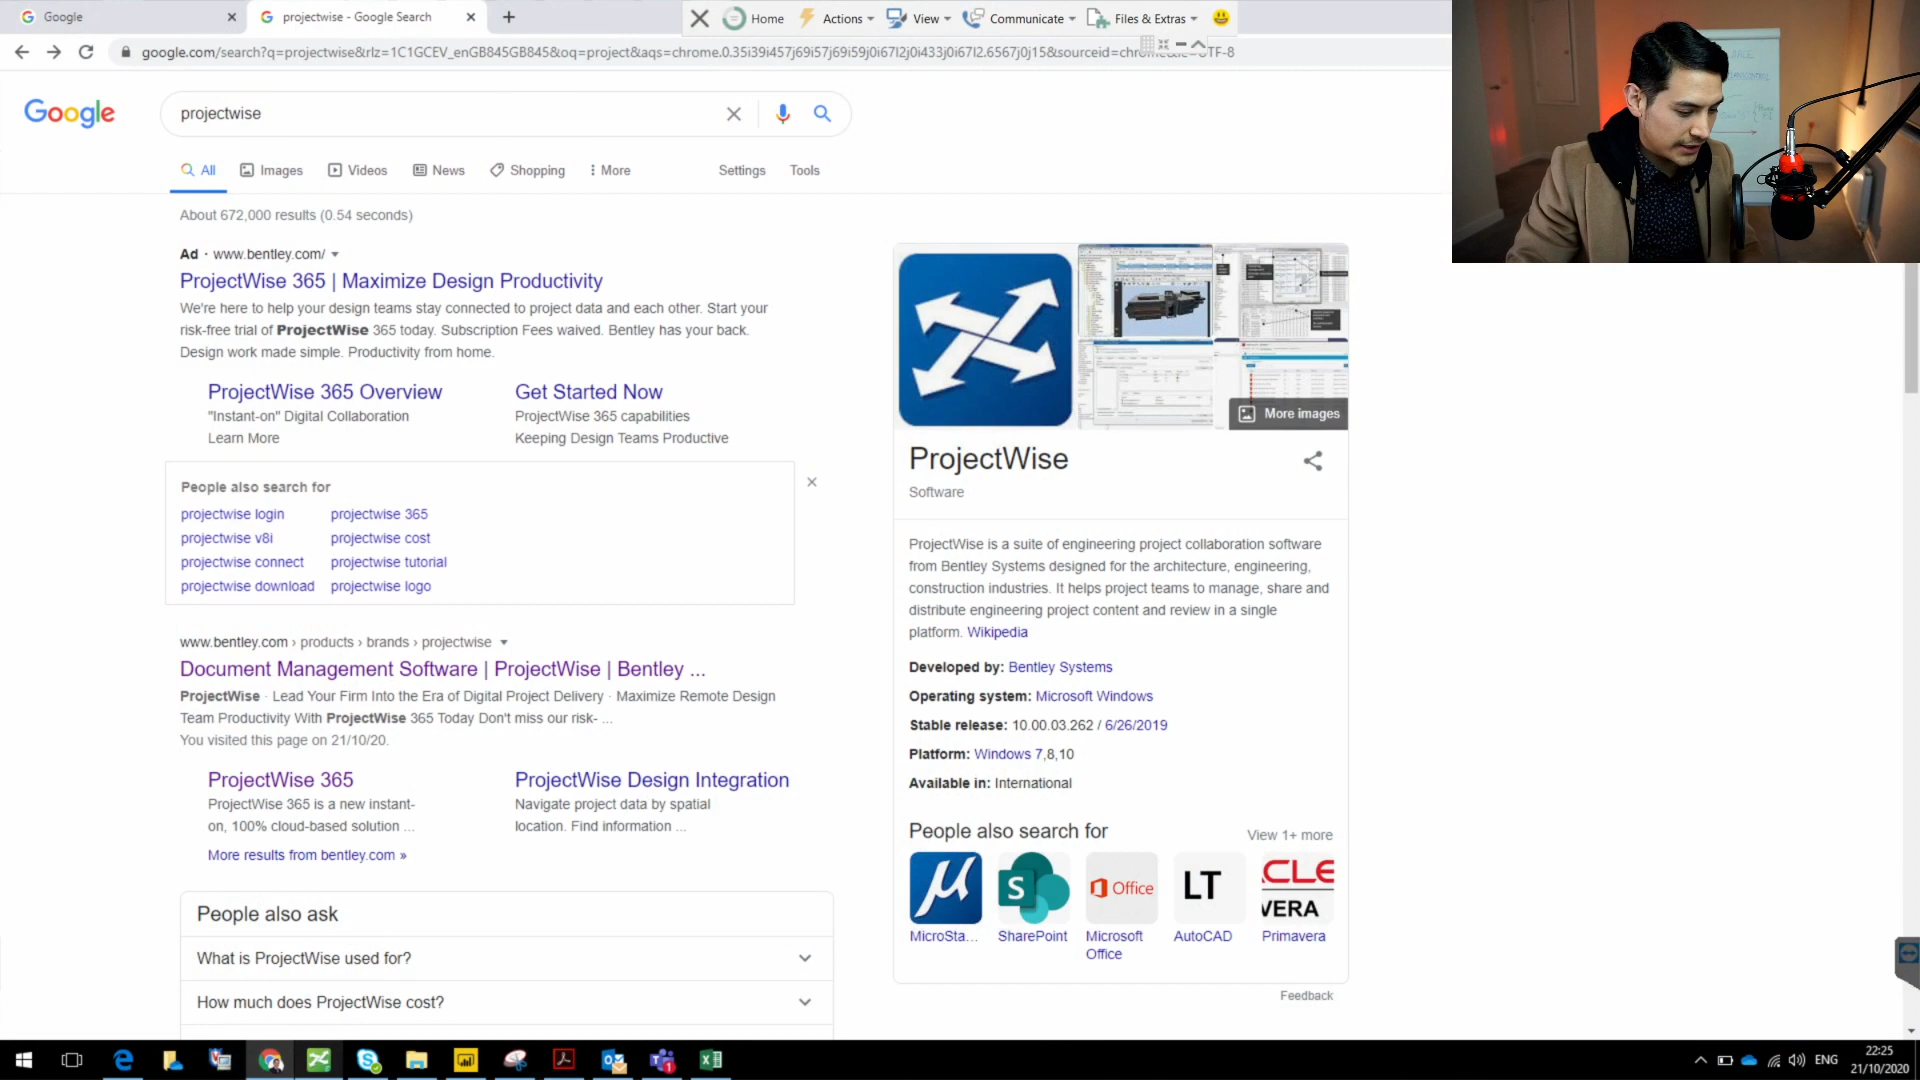 Google
projectwise - Google Search
Home
Actions
View
Communicate
Files & Extras
google.com/search?q=projectwise&rlz=1C1GCEV_enGB845GB845&oq=project&aqs=chrome.0.35i39i457j69i57j69i59j0i67l2j0i433j0i67l2.6567j0j15&sourceid=chro
TF-8
Google
projectwise
All
Images
Videos
News
Shopping
More
Settings
Tools
About 672,000 results (0.54 seconds)
Ad · www.bentley.com/
ProjectWise 365 | Maximize Design Productivity
We're here to help your design teams stay connected to project data and each other. Start your
risk-free trial of ProjectWise 365 today. Subscription Fees waived. Bentley has your back.
Design work made simple. Productivity from home.
ProjectWise 365 Overview
"Instant-on" Digital Collaboration
Learn More
Get Started Now
ProjectWise 365 capabilities
Keeping Design Teams Productive
People also search for
projectwise login
projectwise 365
projectwise v8i
projectwise cost
projectwise connect
projectwise tutorial
projectwise download
projectwise logo
www.bentley.com › products › brands › projectwise
Document Management Software | ProjectWise | Bentley ...
ProjectWise · Lead Your Firm Into the Era of Digital Project Delivery · Maximize Remote Design
Team Productivity With ProjectWise 365 Today Don't miss our risk- ...
You visited this page on 21/10/20.
ProjectWise 365
ProjectWise 365 is a new instant-
on, 100% cloud-based solution ...
ProjectWise Design Integration
Navigate project data by spatial
location. Find information ...
More results from bentley.com »
People also ask
What is ProjectWise used for?
How much does ProjectWise cost?
More images
ProjectWise
Software
ProjectWise is a suite of engineering project collaboration software
from Bentley Systems designed for the architecture, engineering,
construction industries. It helps project teams to manage, share and
distribute engineering project content and review in a single
platform. Wikipedia
Developed by: Bentley Systems
Operating system: Microsoft Windows
Stable release: 10.00.03.262 / 6/26/2019
Platform: Windows 7,8,10
Available in: International
People also search for
View 1+ more
S
Office
LT
CLE
VERA
MicroSta...
SharePoint
Microsoft
Office
AutoCAD
Primavera
Feedback
ENG
22:25
21/10/2020